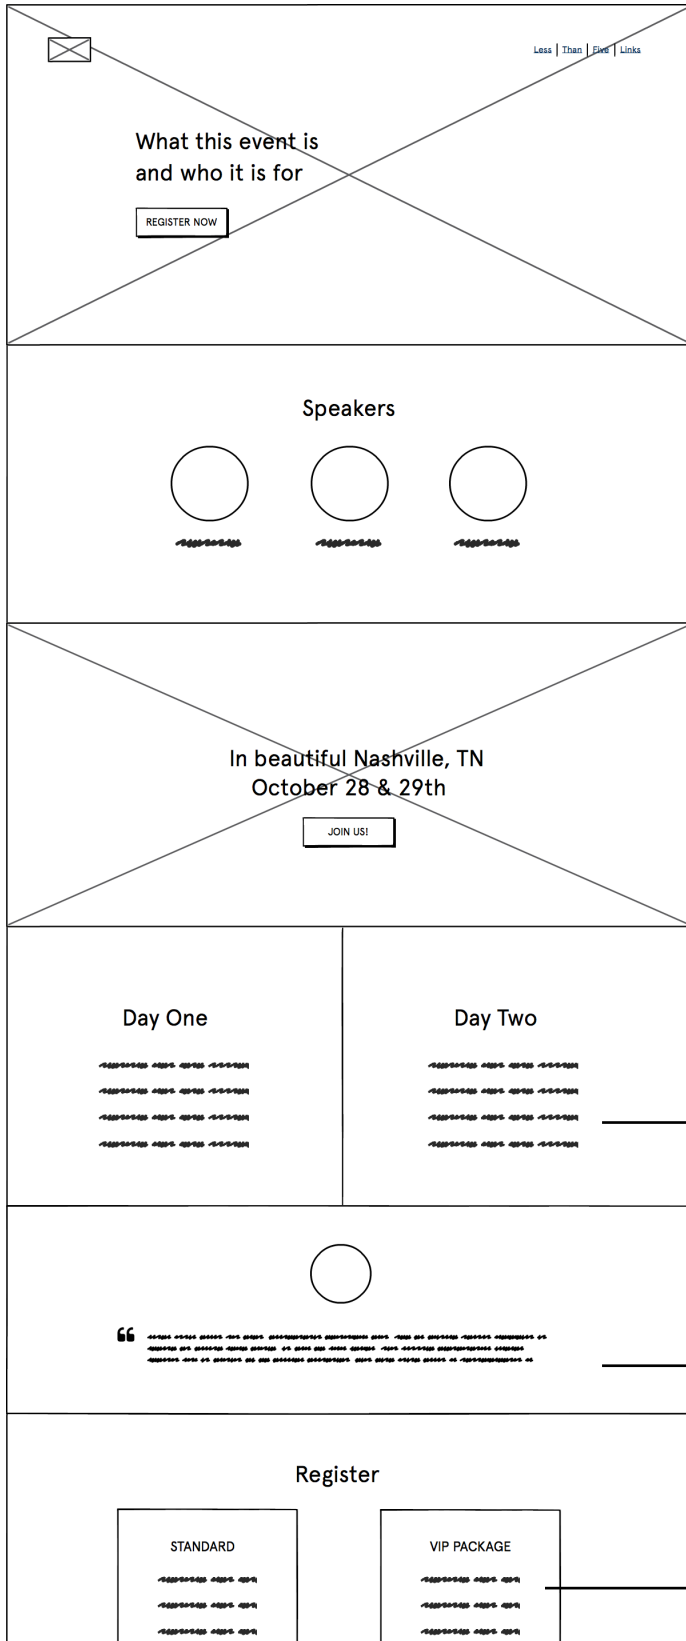 Less | Than | Five | Links
What this event is
and who it is for
REGISTER NOW
Speakers
In beautiful Nashville, TN
October 28 & 29th
JOIN US!
Day One
Day Two
“
Register
STANDARD
VIP PACKAGE